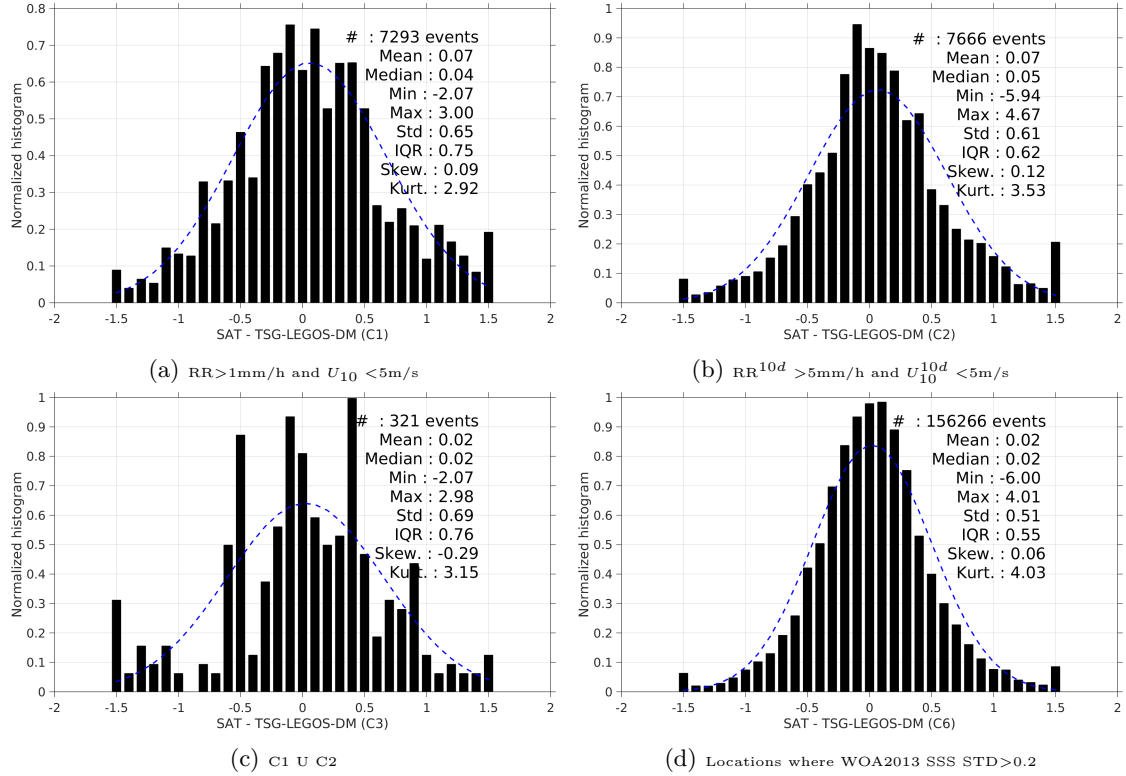 0.8
0.7
0.6
0.5
0.4
0.3
0.2
0.1
0
Normalized histogram
# : 7293 events
Mean : 0.07
Median : 0.04
Min : -2.07
Max : 3.00
Std : 0.65
IQR : 0.75
Skew. : 0.09
Kurt. : 2.92
-2 -1.5 -1 -0.5 0 0.5 1 1.5 2
SAT - TSG-LEGOS-DM (C1)
(a) RR>1mm/h and U10 <5m/s
1
0.9
0.8
0.7
0.6
0.5
0.4
0.3
0.2
0.1
0
Normalized histogram
# : 7666 events
Mean : 0.07
Median : 0.05
Min : -5.94
Max : 4.67
Std : 0.61
IQR : 0.62
Skew. : 0.12
Kurt. : 3.53
-2 -1.5 -1 -0.5 0 0.5 1 1.5 2
SAT - TSG-LEGOS-DM (C2)
(b) RR^10d >5mm/h and U10^10d <5m/s
1
0.9
0.8
0.7
0.6
0.5
0.4
0.3
0.2
0.1
0
Normalized histogram
# : 321 events
Mean : 0.02
Median : 0.02
Min : -2.07
Max : 2.98
Std : 0.69
IQR : 0.76
Skew. : -0.29
Kurt. : 3.15
-2 -1.5 -1 -0.5 0 0.5 1 1.5 2
SAT - TSG-LEGOS-DM (C3)
(c) C1 U C2
1
0.9
0.8
0.7
0.6
0.5
0.4
0.3
0.2
0.1
0
Normalized histogram
# : 156266 events
Mean : 0.02
Median : 0.02
Min : -6.00
Max : 4.01
Std : 0.51
IQR : 0.55
Skew. : 0.06
Kurt. : 4.03
-2 -1.5 -1 -0.5 0 0.5 1 1.5 2
SAT - TSG-LEGOS-DM (C6)
(d) Locations where WOA2013 SSS STD>0.2